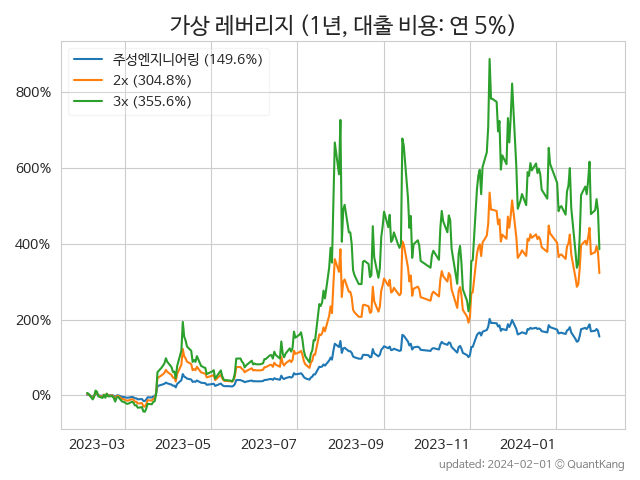 가상 레버리지 (1년, 대출 비용: 연 5%)
주성엔지니어링 (149.6%)
2x (304.8%)
3x (355.6%)
800%
600%
400%
200%
0%
2023-03 2023-05 2023-07 2023-09 2023-11 2024-01
updated: 2024-02-01 © QuantKang